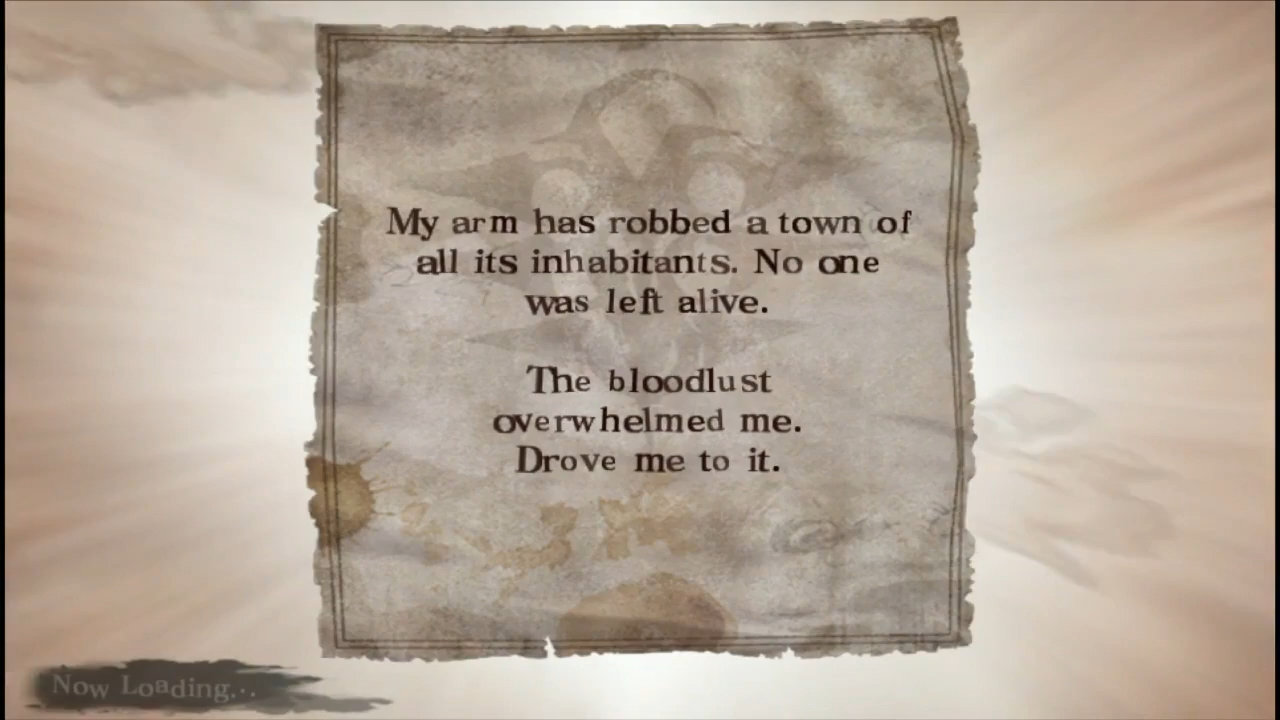 My arm has robbed a town of
all its inhabitants. No one
was left alive.
The bloodlust
overwhelmed me.
Drove me to it.
Now Loading...